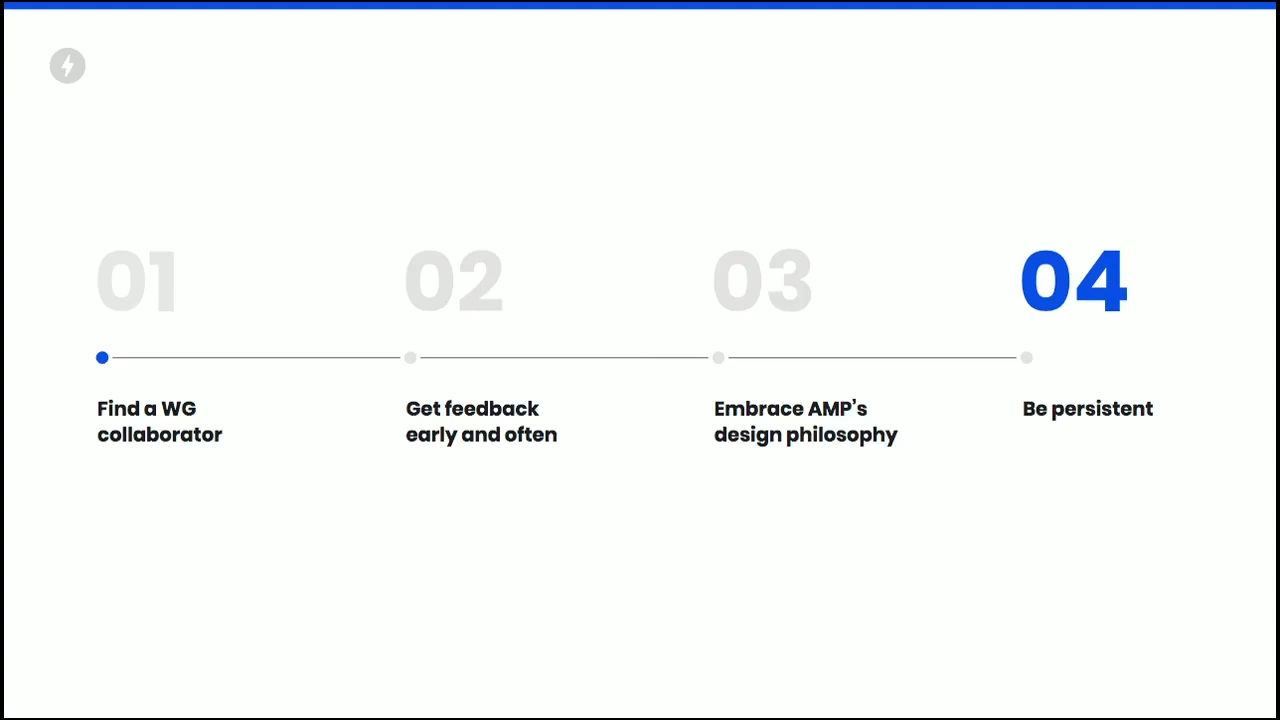 01
02
03
04
Find a WG
collaborator
Get feedback
early and often
Embrace AMP's
design philosophy
Be persistent